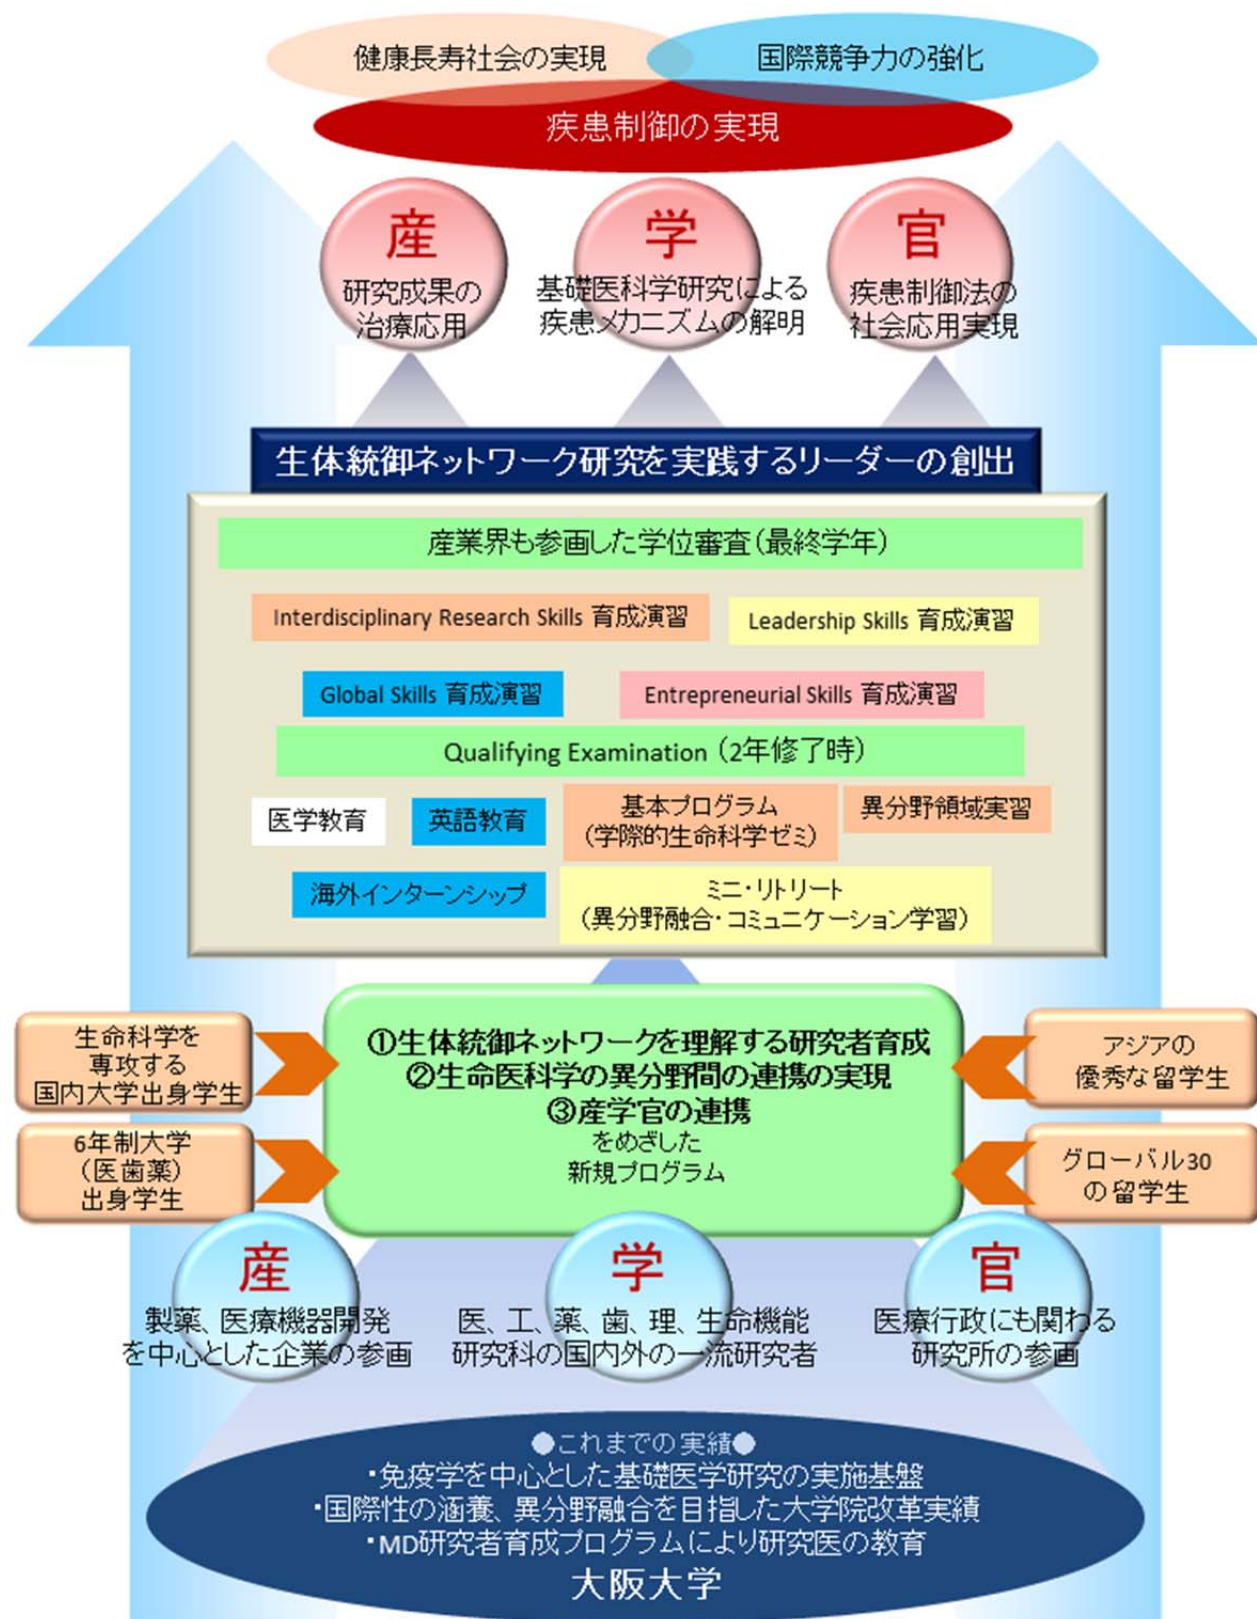 健康長寿社会の実現
国際競争力の強化
疾患制御の実現
産
研究成果の
治療応用
学
基礎医科学研究による
疾患メカニズムの解明
官
疾患制御法の
社会応用実現
生体統御ネットワーク研究を実践するリーダーの創出
産業界も参画した学位審査(最終学年)
Interdisciplinary Research Skills 育成演習
Leadership Skills 育成演習
Global Skills 育成演習
Entrepreneurial Skills 育成演習
Qualifying Examination (2年修了時)
医学教育
英語教育
基本プログラム
(学際的生命科学ゼミ)
異分野領域実習
海外インターンシップ
ミニ・リトリート
(異分野融合・コミュニケーション学習)
生命科学を
専攻する
国内大学出身学生
6年制大学
(医歯薬)
出身学生
①生体統御ネットワークを理解する研究者育成
②生命医科学の異分野間の連携の実現
③産学官の連携
をめざした
新規プログラム
アジアの
優秀な留学生
グローバル30
の留学生
産
製薬、医療機器開発
を中心とした企業の参画
学
医、工、薬、歯、理、生命機能
研究科の国内外の一流研究者
官
医療行政にも関わる
研究所の参画
●これまでの実績●
・免疫学を中心とした基礎医学研究の実施基盤
・国際性の涵養、異分野融合を目指した大学院改革実績
・MD研究者育成プログラムにより研究医の教育
大阪大学